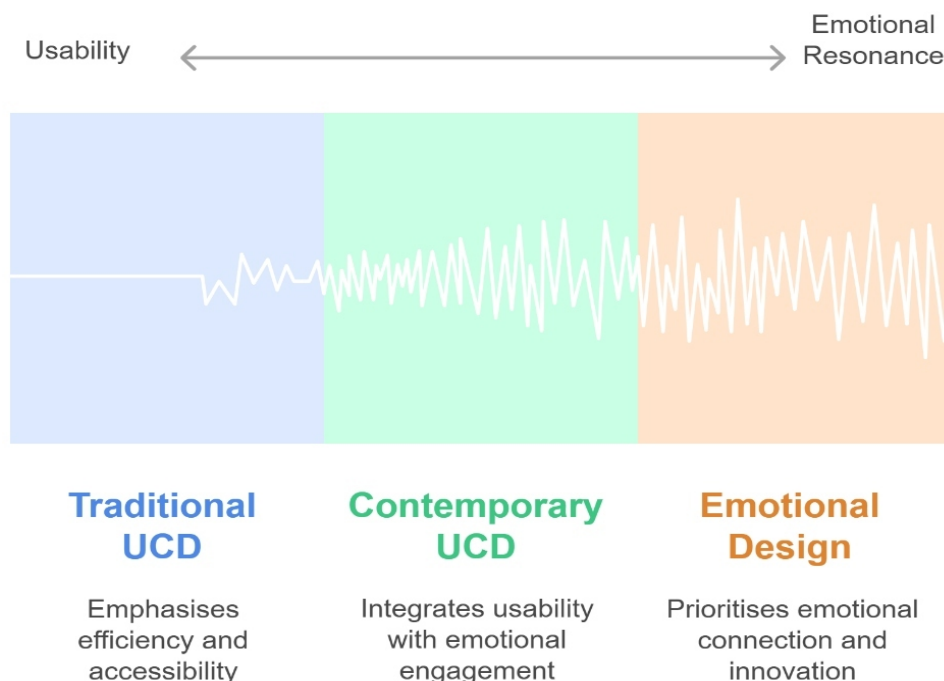 Usability
Emotional
Resonance
Traditional
UCD
Emphasises
efficiency and
accessibility
Contemporary
UCD
Integrates usability
with emotional
engagement
Emotional
Design
Prioritises emotional
connection and
innovation